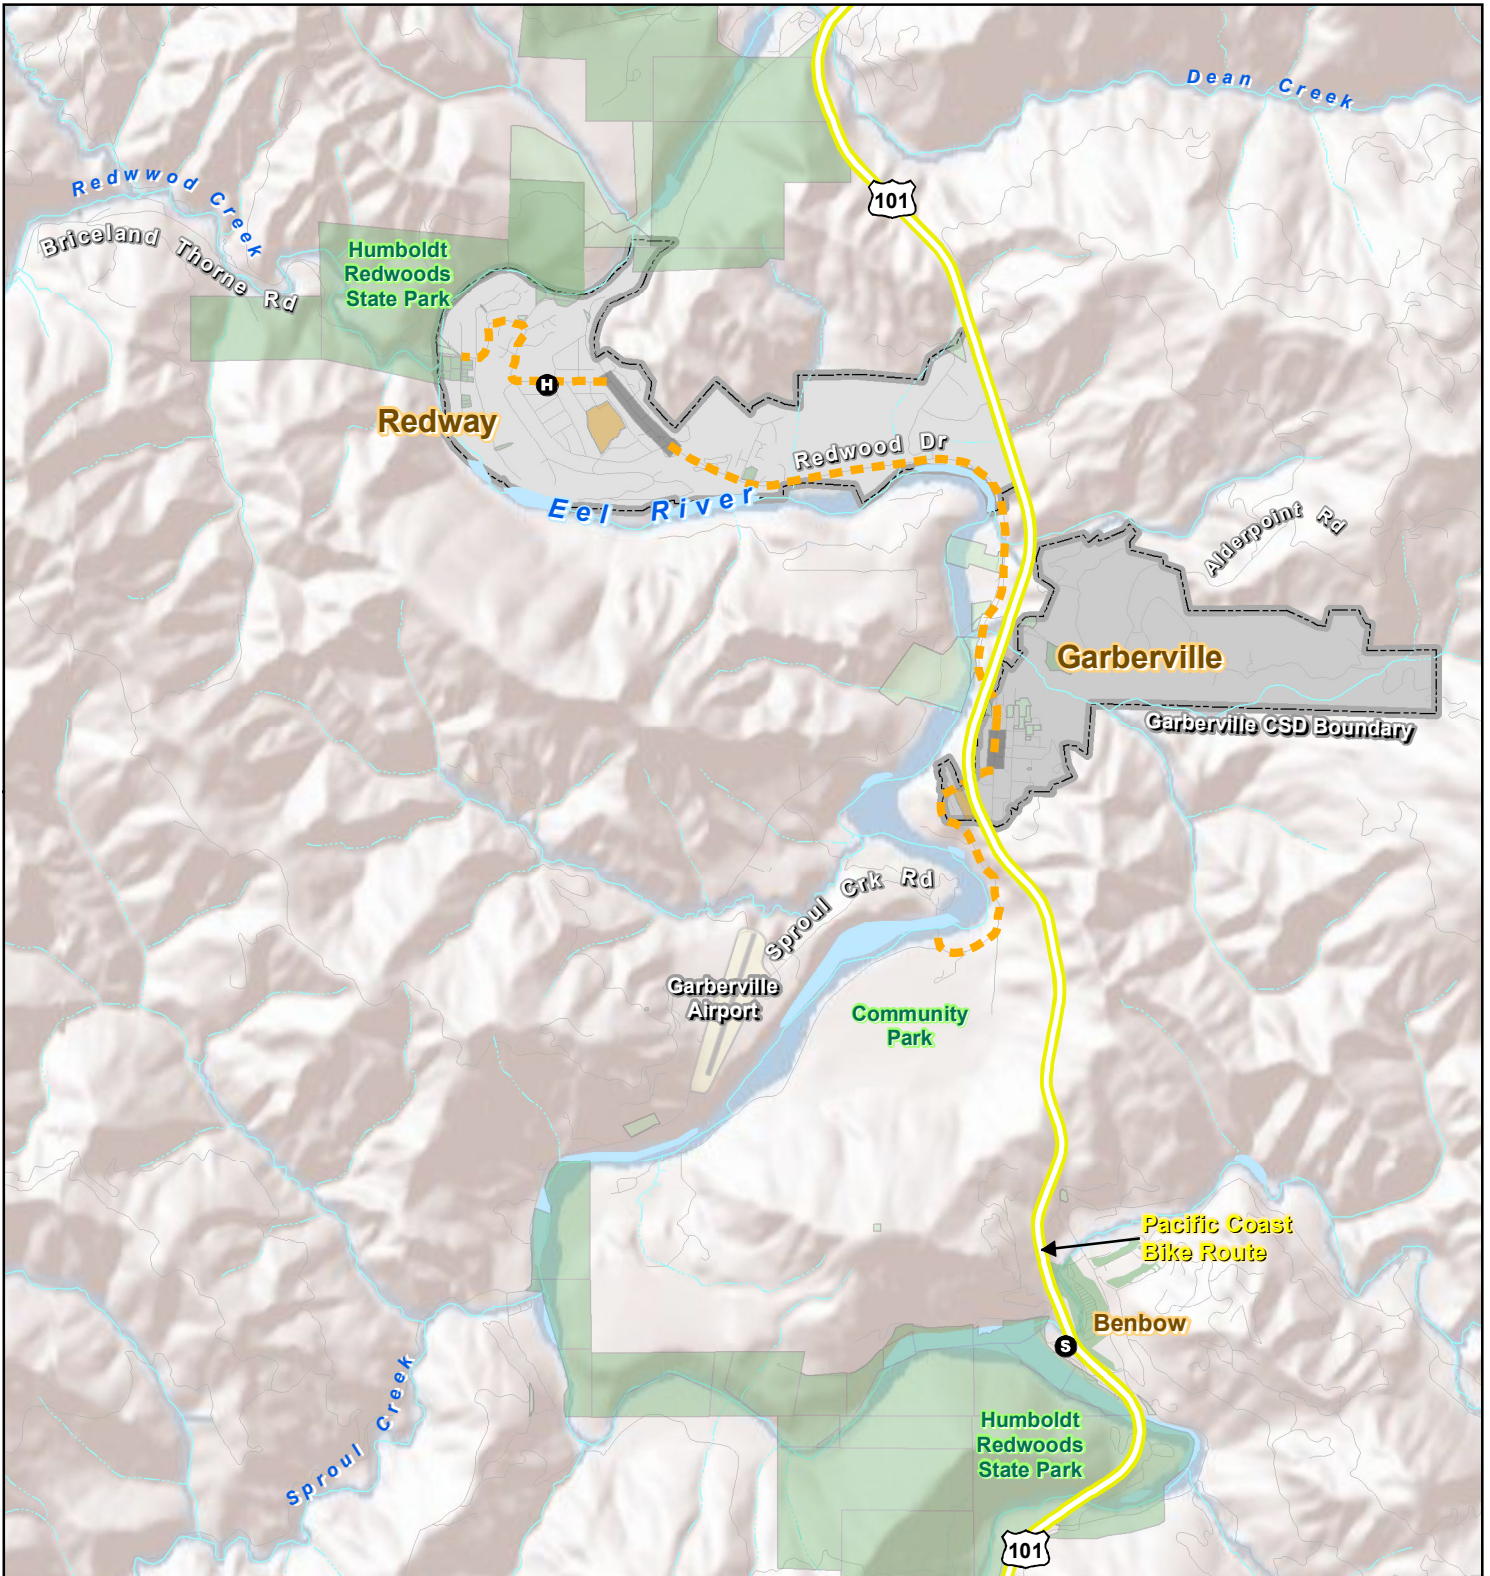 Dean Creek
Redwwod Creek
101
Briceland Thorne Rd
Humboldt
Redwoods
State Park
H
Redway
Redwood Dr
Eel River
Alderpoint Rd
Garberville
Garberville CSD Boundary
Sproul Crk Rd
Garberville
Airport
Community
Park
Pacific Coast
Bike Route
Benbow
S
Sproul Creek
Humboldt
Redwoods
State Park
101